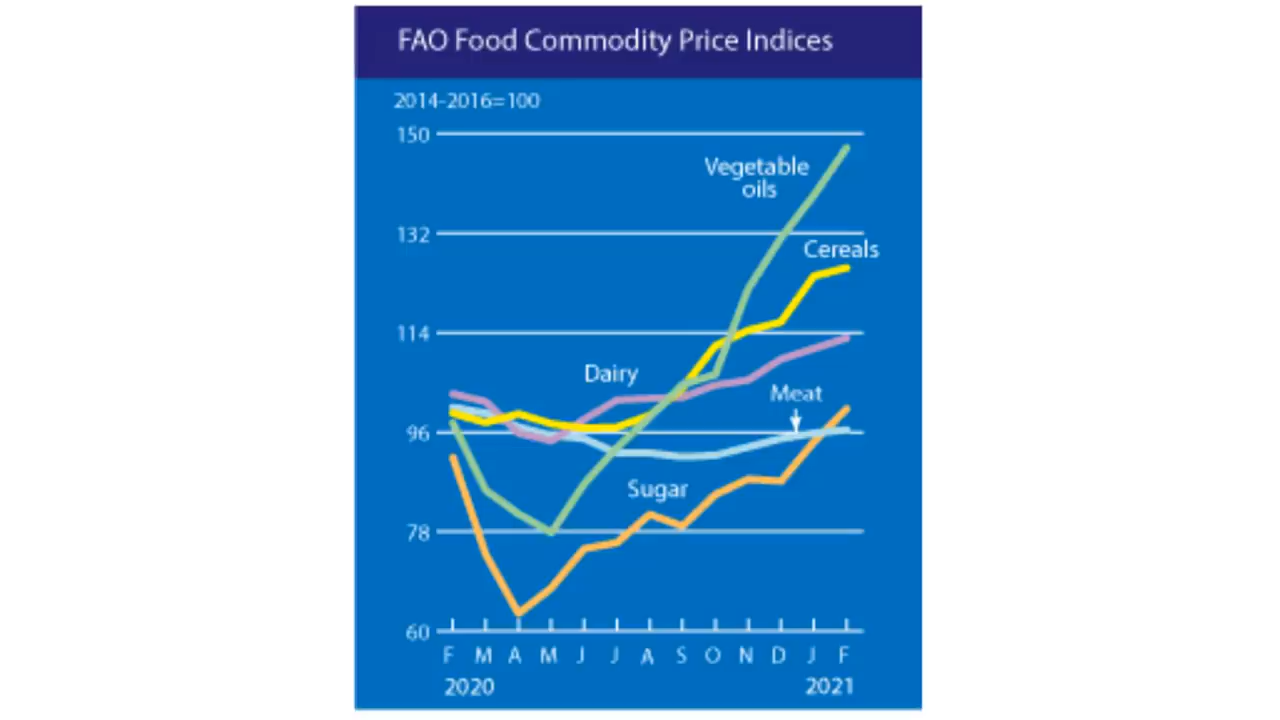 FAO Food Commodity Price Indices
2014-2016=100
150
Vegetable
oils
132
Cereals
114
Dairy
Meat
96
Sugar
78
60
F M A M J J A S O N D J F
2020 2021